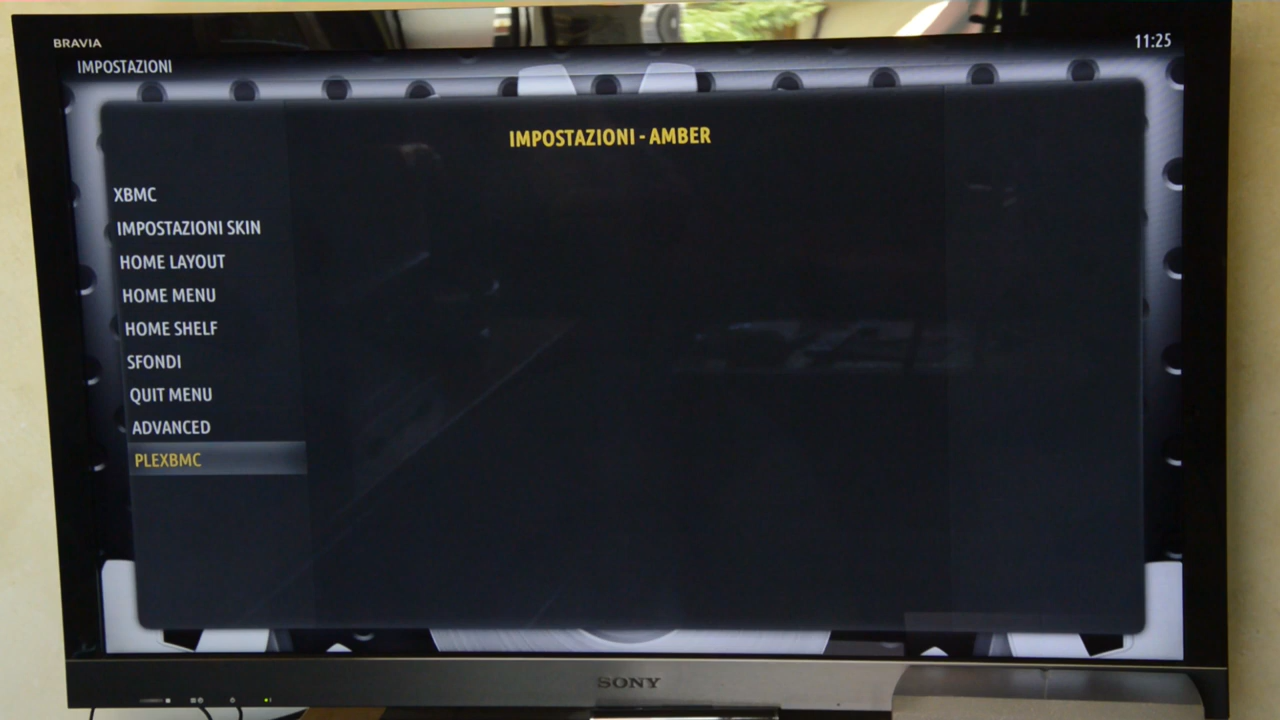 BRAVIA
11:25
IMPOSTAZIONI
IMPOSTAZIONI - AMBER
XBMC
IMPOSTAZIONI SKIN
HOME LAYOUT
HOME MENU
HOME SHELF
SFONDI
QUIT MENU
ADVANCED
PLEXBMC
SONY